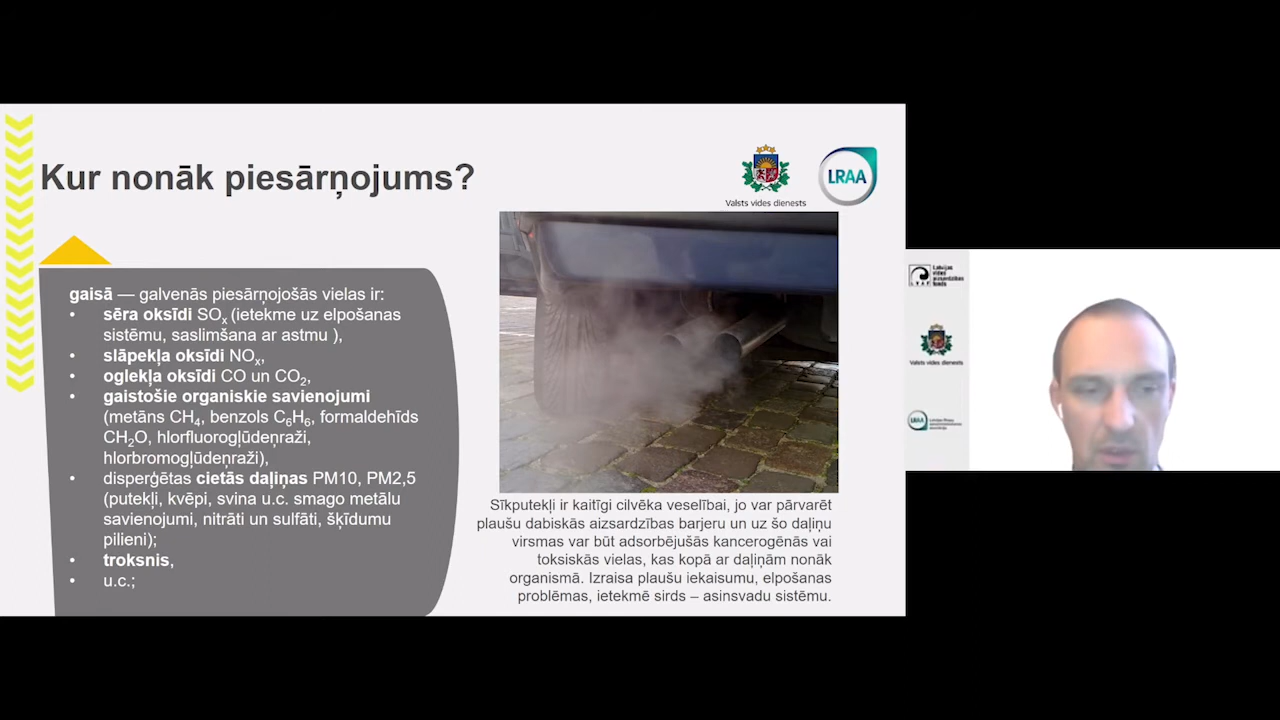 Kur nonāk piesārņojums?
Valsts vides dienests
LRAA
gaisā — galvenās piesārņojošās vielas ir:
• sēra oksīdi SOx (ietekme uz elpošanas
sistēmu, saslimšana ar astmu ),
• slāpekļa oksīdi NOx,
• oglekļa oksīdi CO un CO2,
• gaistošie organiskie savienojumi
(metāns CH4, benzols C6H6, formaldehīds
CH2O, hlorfluorogļūdeņraži,
hlorbromogļūdeņraži),
• disperģētas cietās daļiņas PM10, PM2,5
(putekļi, kvēpi, svina u.c. smago metālu
savienojumi, nitrāti un sulfāti, šķīdumu
pilieni);
• troksnis,
• u.c.;
Sīkputekļi ir kaitīgi cilvēka veselībai, jo var pārvarēt
plaušu dabiskās aizsardzības barjeru un uz šo daļiņu
virsmas var būt adsorbējušās kancerogēnās vai
toksiskās vielas, kas kopā ar daļiņām nonāk
organismā. Izraisa plaušu iekaisumu, elpošanas
problēmas, ietekmē sirds – asinsvadu sistēmu.
Latvijas
vides
aizsardzības
fonds
Valsts vides dienests
LRAA